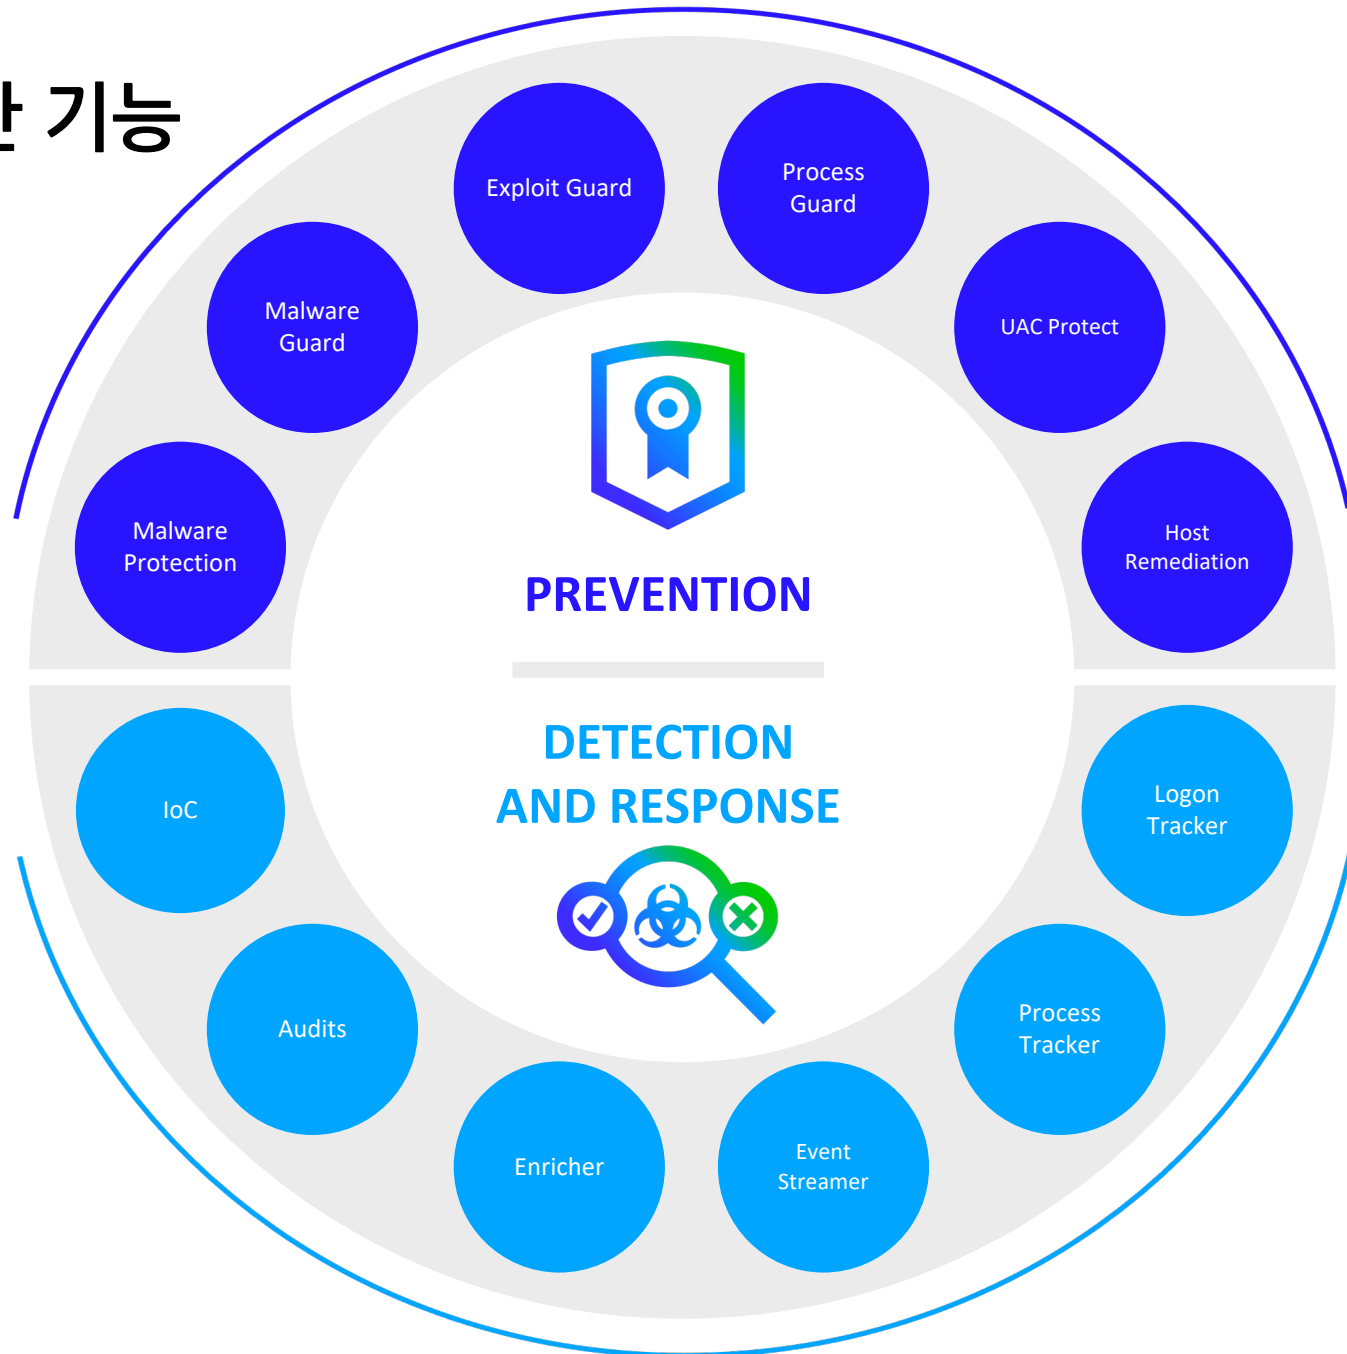 기능
Exploit Guard
Process
Guard
Malware
Guard
UAC Protect
Malware
Protection
Host
Remediation
PREVENTION
DETECTION
AND RESPONSE
IoC
Logon
Tracker
Audits
Process
Tracker
Enricher
Event
Streamer